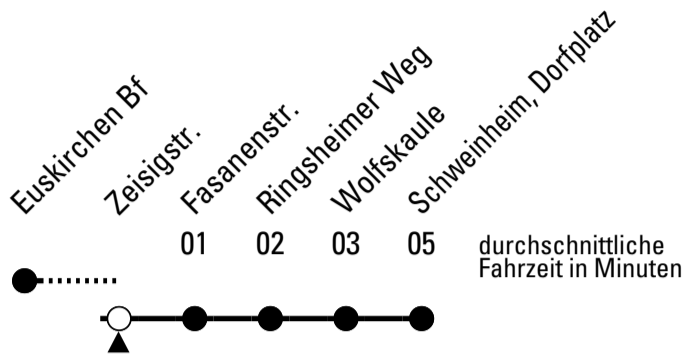 Euskirchen Bf
Zeisigstr.
Fasanenstr.
Ringsheimer Weg
Wolfskaule
Schweinheim, Dorfplatz
01 02 03 05
durchschnittliche
Fahrzeit in Minuten